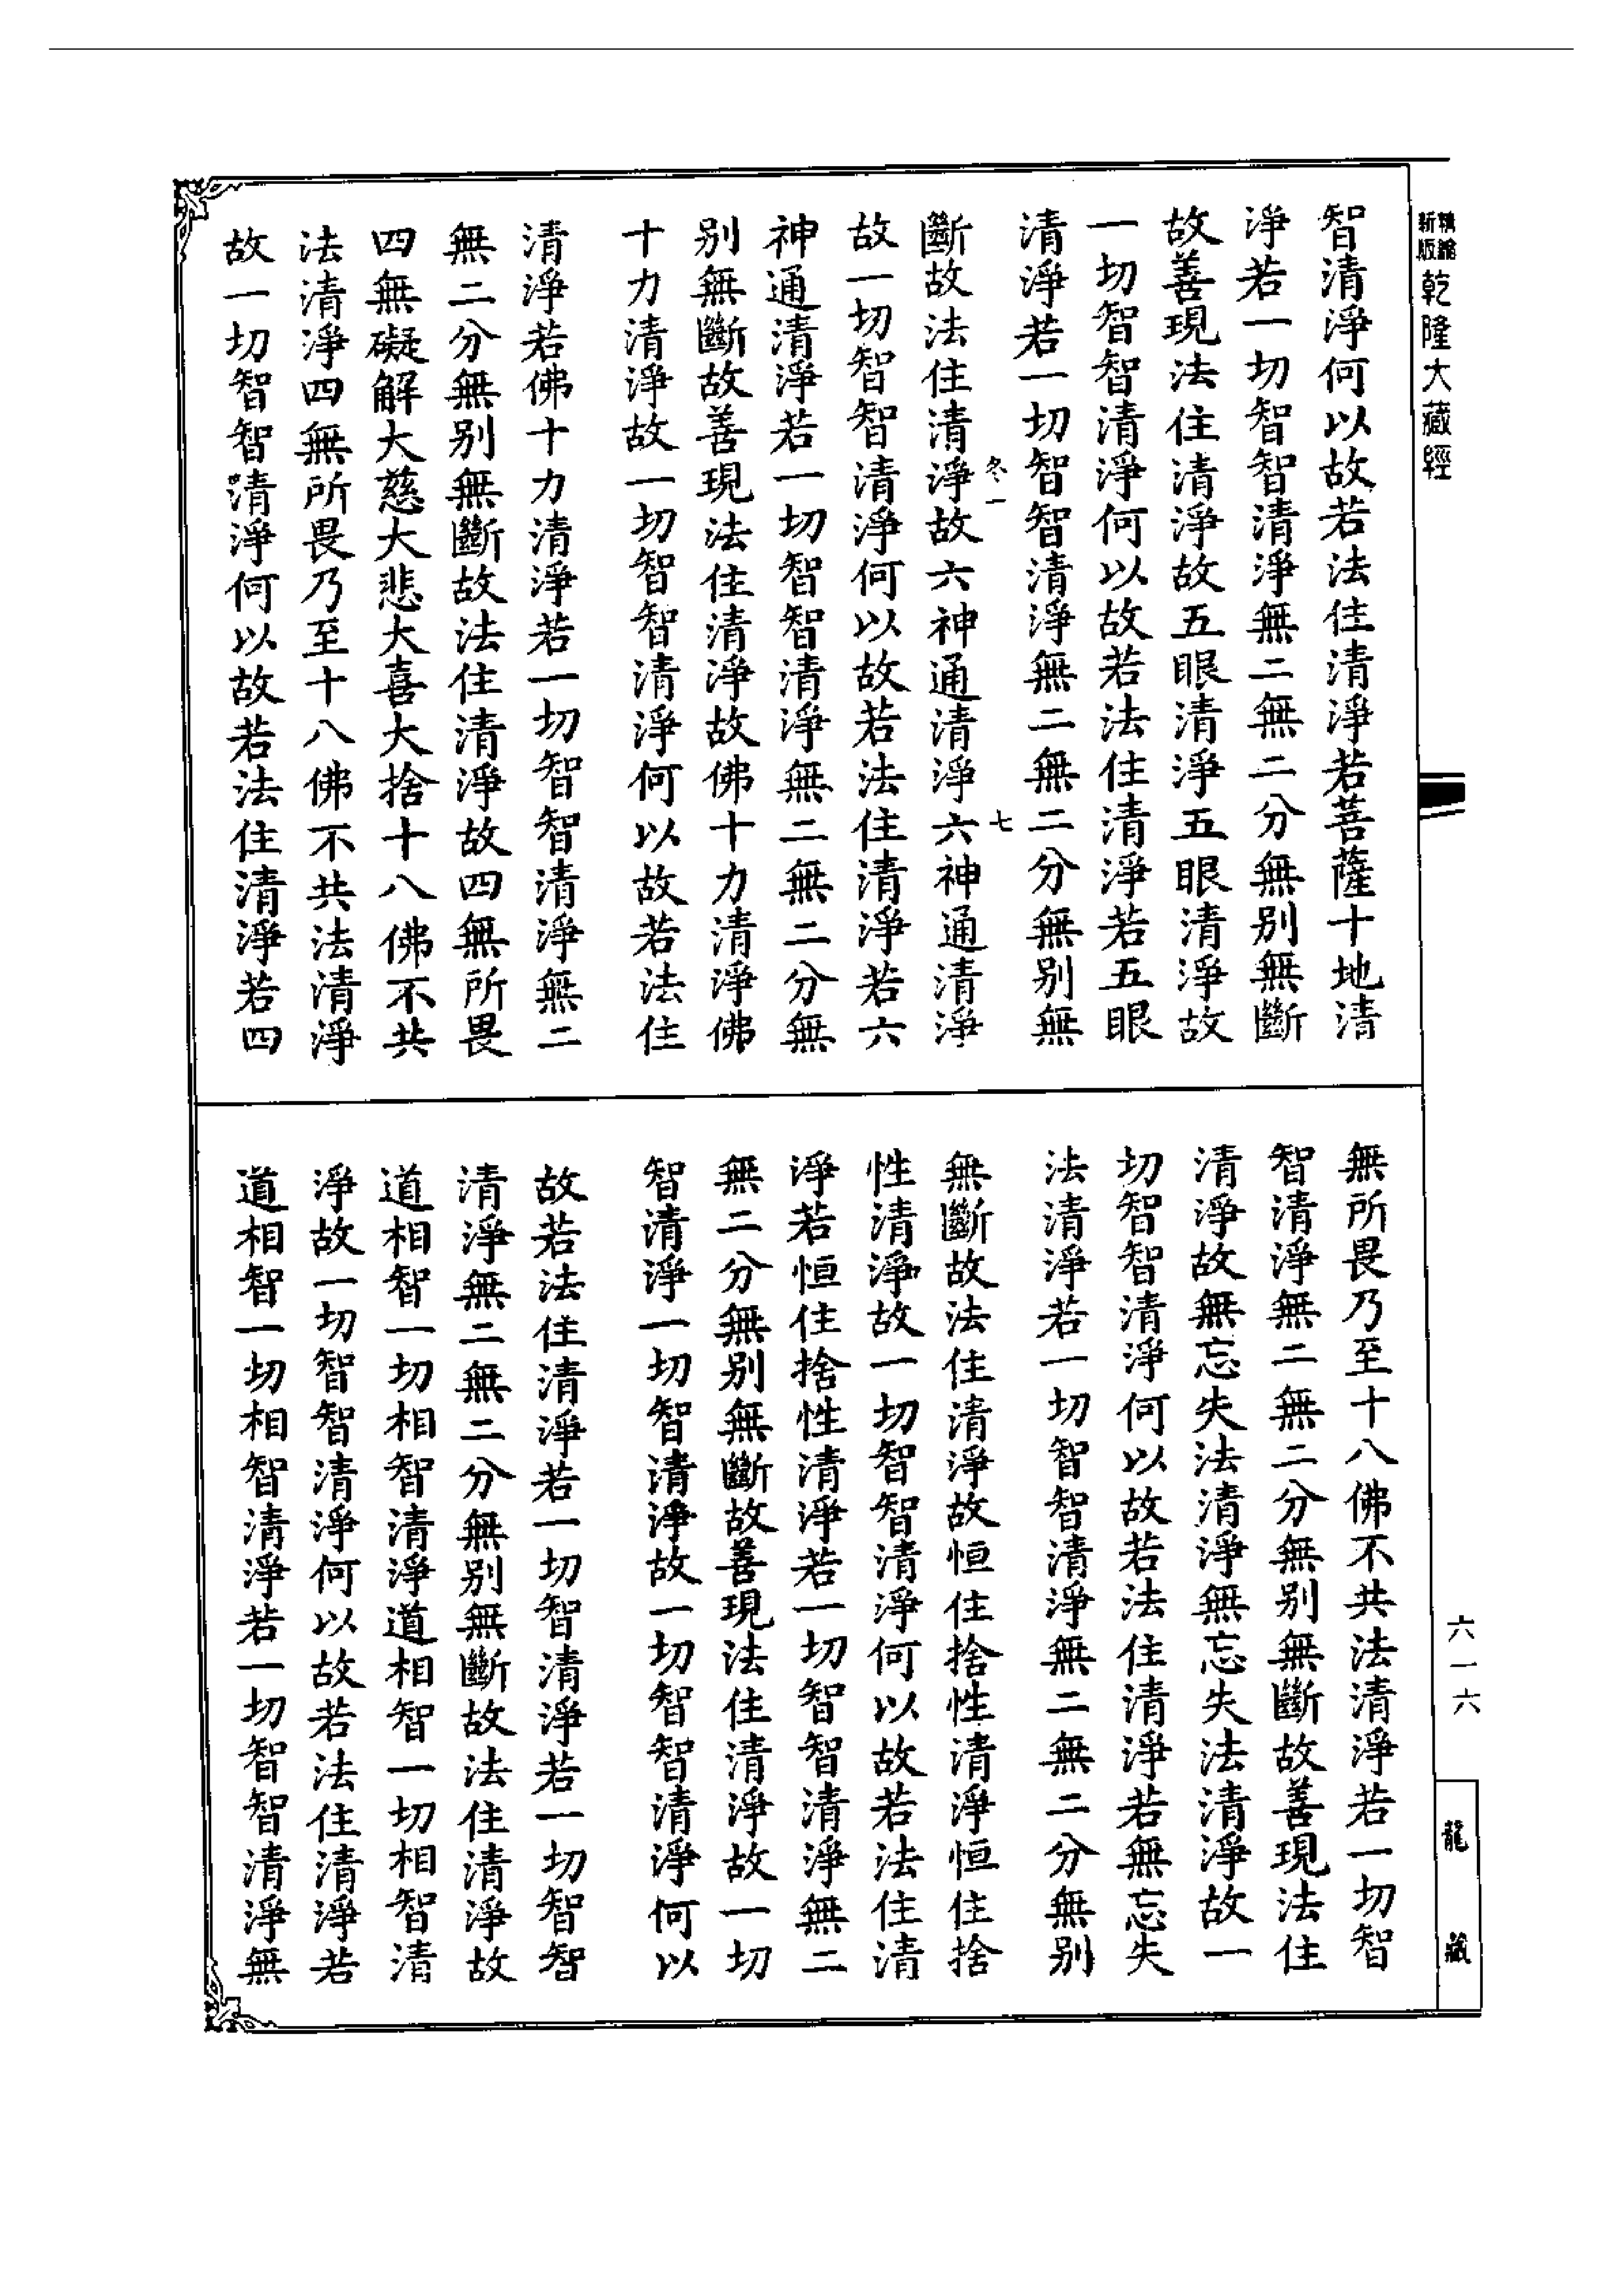 精縮
新版
乾隆大藏經
智清淨何以故若法住清淨若菩薩十地清
淨若一切智智清淨無二無二分無别無斷
故善現法住清淨故五眼清淨五眼清淨故
一切智智清淨何以故若法住清淨若五眼
清淨若一切智智清淨無二無二分無别無
冬一 七
斷故法住清淨故六神通清淨六神通清淨
故一切智智清淨何以故若法住清淨若六
神通清淨若一切智智清淨無二無二分無
别無斷故善現法住清淨故佛十力清淨佛
十力清淨故一切智智清淨何以故若法住
清淨若佛十力清淨若一切智智清淨無二
無二分無别無斷故法住清淨故四無所畏
四無礙解大慈大悲大喜大捨十八佛不共
法清淨四無所畏乃至十八佛不共法清淨
故一切智智清淨何以故若法住清淨若四
無所畏乃至十八佛不共法清淨若一切智
智清淨無二無二分無别無斷故善現法住
清淨故無忘失法清淨無忘失法清淨故一
切智智清淨何以故若法住清淨若無忘失
法清淨若一切智智清淨無二無二分無别
無斷故法住清淨故恒住捨性清淨恒住捨
性清淨故一切智智清淨何以故若法住清
淨若恒住捨性清淨若一切智智清淨無二
無二分無别無斷故善現法住清淨故一切
智清淨一切智清淨故一切智智清淨何以
故若法住清淨若一切智清淨若一切智智
清淨無二無二分無别無斷故法住清淨故
道相智一切相智清淨道相智一切相智清
淨故一切智智清淨何以故若法住清淨若
道相智一切相智清淨若一切智智清淨無
六一六
龍藏